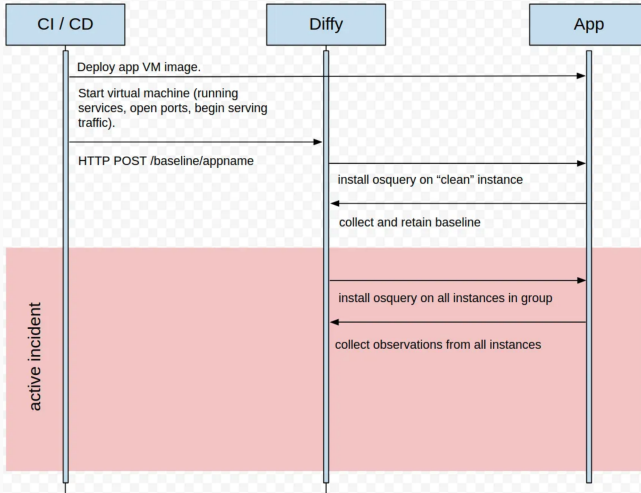 CI / CD
Diffy
App
Deploy app VM image.
Start virtual machine (running
services, open ports, begin serving
traffic).
HTTP POST /baseline/appname
install osquery on “clean” instance
collect and retain baseline
active incident
install osquery on all instances in group
collect observations from all instances